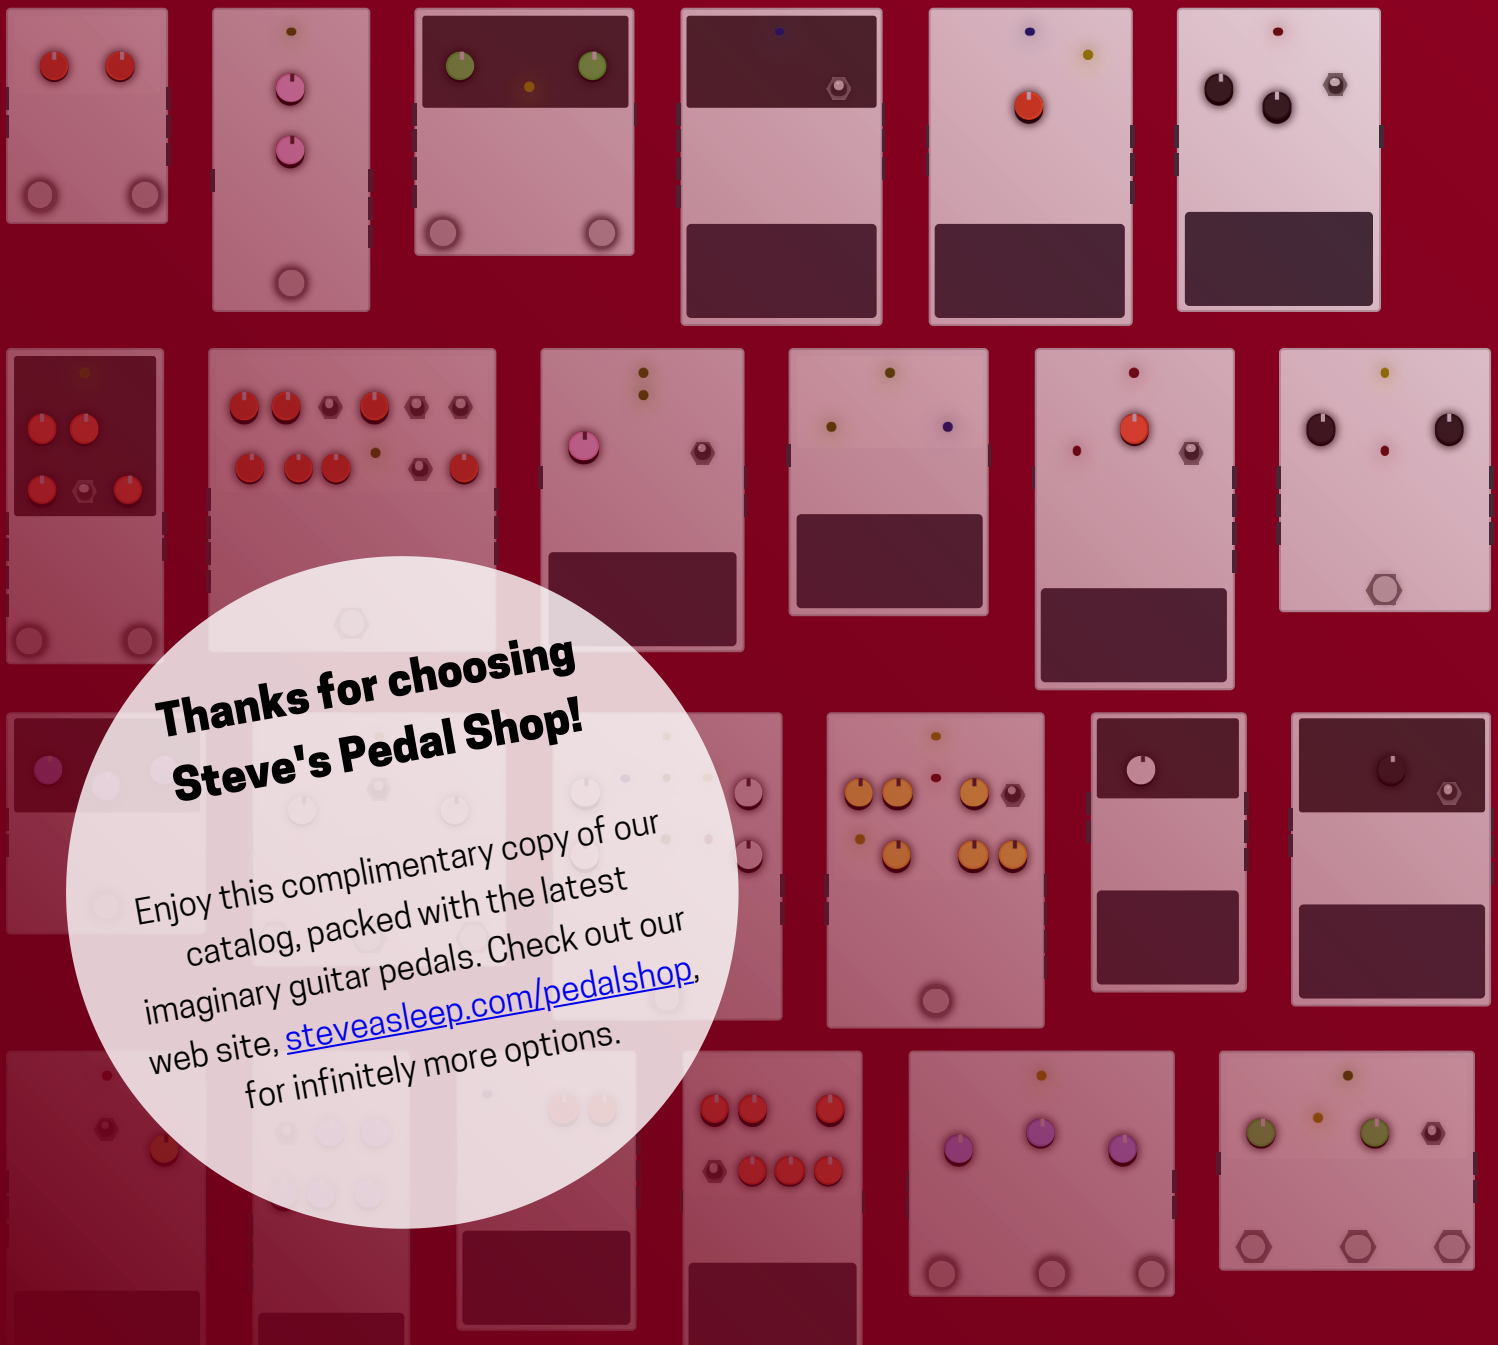 Thanks for choosing
Steve's Pedal Shop!
Enjoy this complimentary copy of our
catalog, packed with the latest
imaginary guitar pedals. Check out our
web site, steveasleep.com/pedalshop,
for infinitely more options.